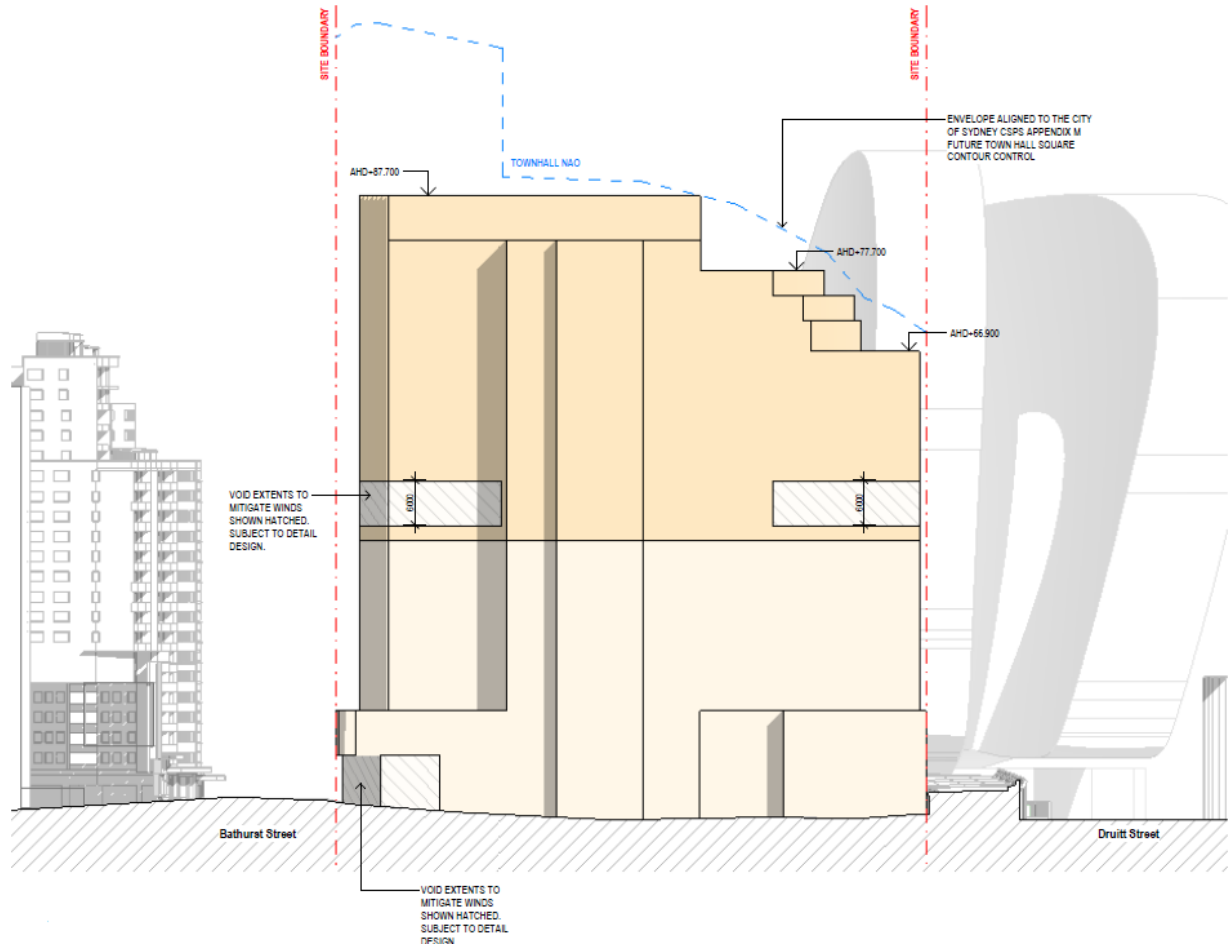 SITE BOUNDARY
SITE BOUNDARY
ENVELOPE ALIGNED TO THE CITY
OF SYDNEY CSPS APPENDIX M
FUTURE TOWN HALL SQUARE
CONTOUR CONTROL
TOWNHALL NAO
AHD+87.700
AHD+77.700
AHD+66.900
VOID EXTENTS TO
MITIGATE WINDS
SHOWN HATCHED.
SUBJECT TO DETAIL
DESIGN.
6000
6000
Bathurst Street
Druitt Street
VOID EXTENTS TO
MITIGATE WINDS
SHOWN HATCHED.
SUBJECT TO DETAIL
DESIGN